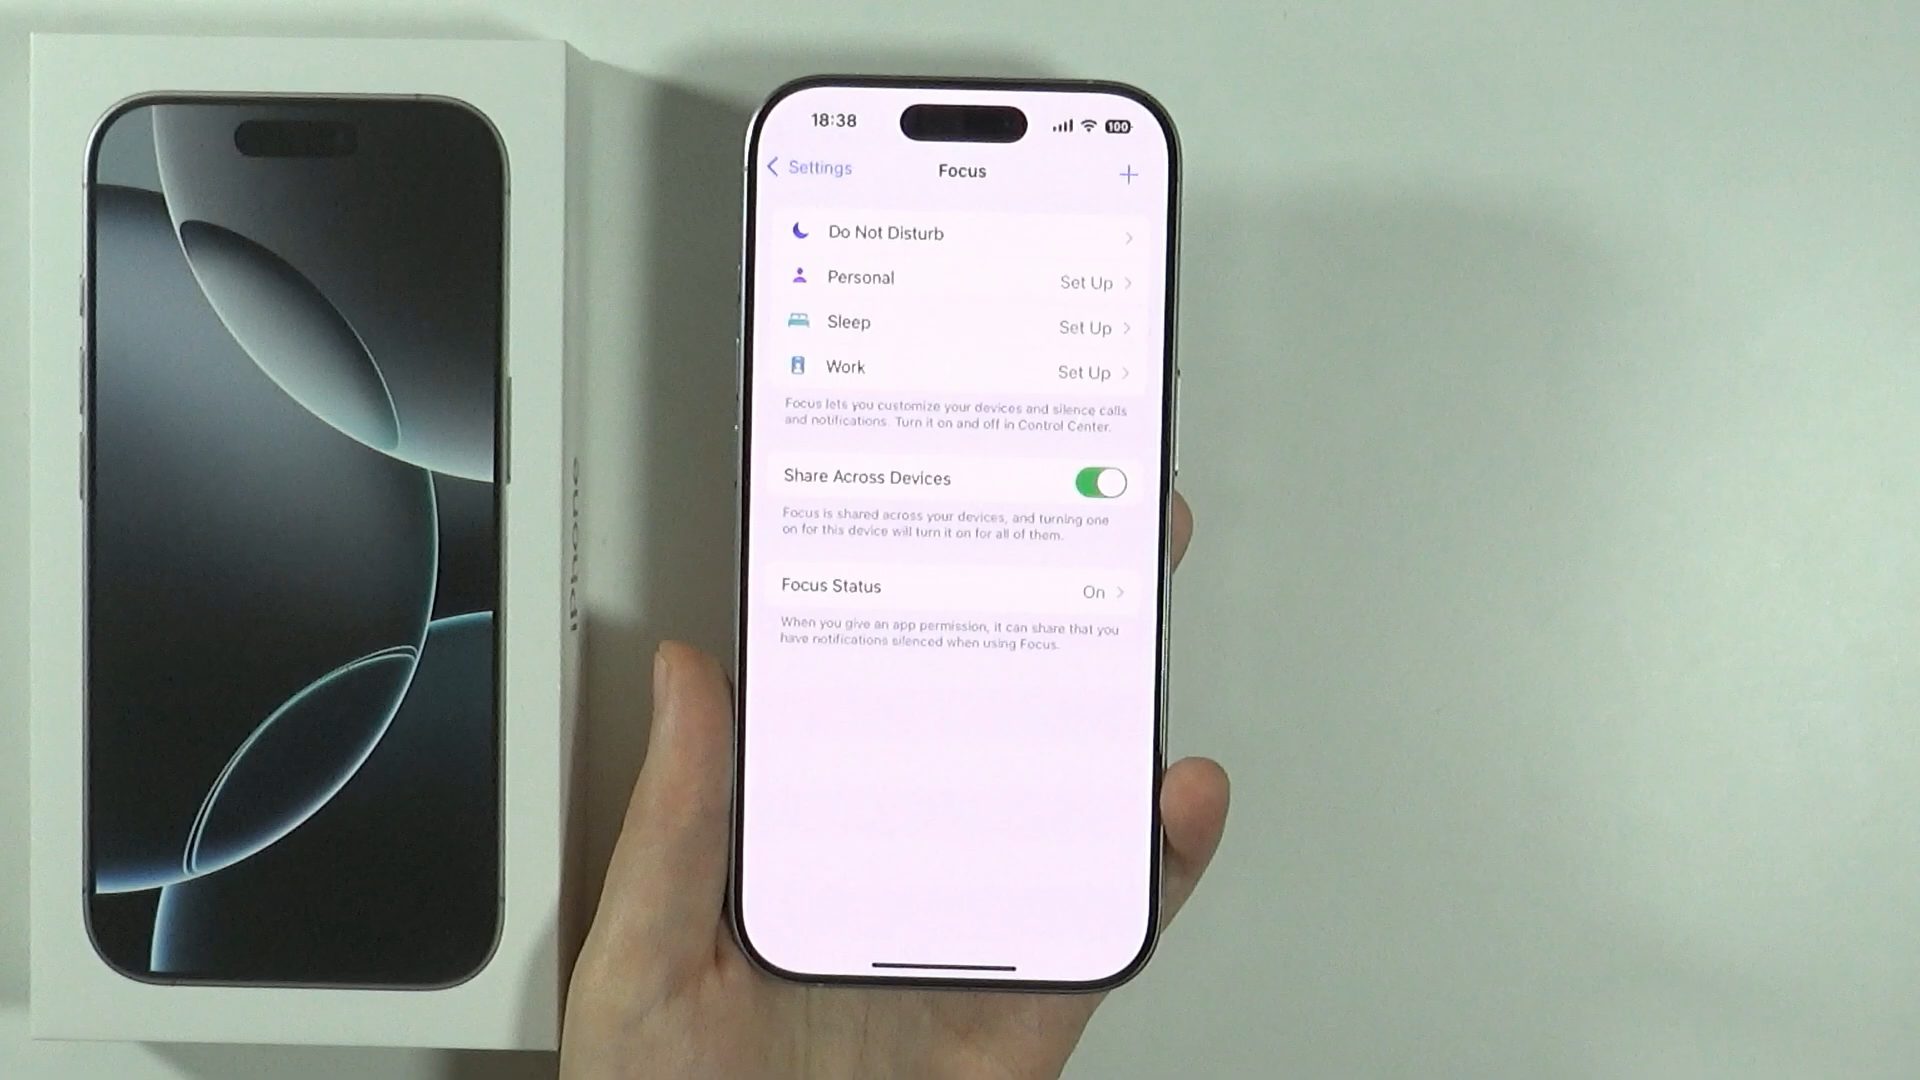 iPhone
18:38
100
Settings
Focus
Do Not Disturb
Personal
Set Up
Sleep
Set Up
Work
Set Up
Focus lets you customize your devices and silence calls
and notifications. Turn it on and off in Control Center.
Share Across Devices
Focus is shared across your devices, and turning one
on for this device will turn it on for all of them.
Focus Status
On
When you give an app permission, it can share that you
have notifications silenced when using Focus.